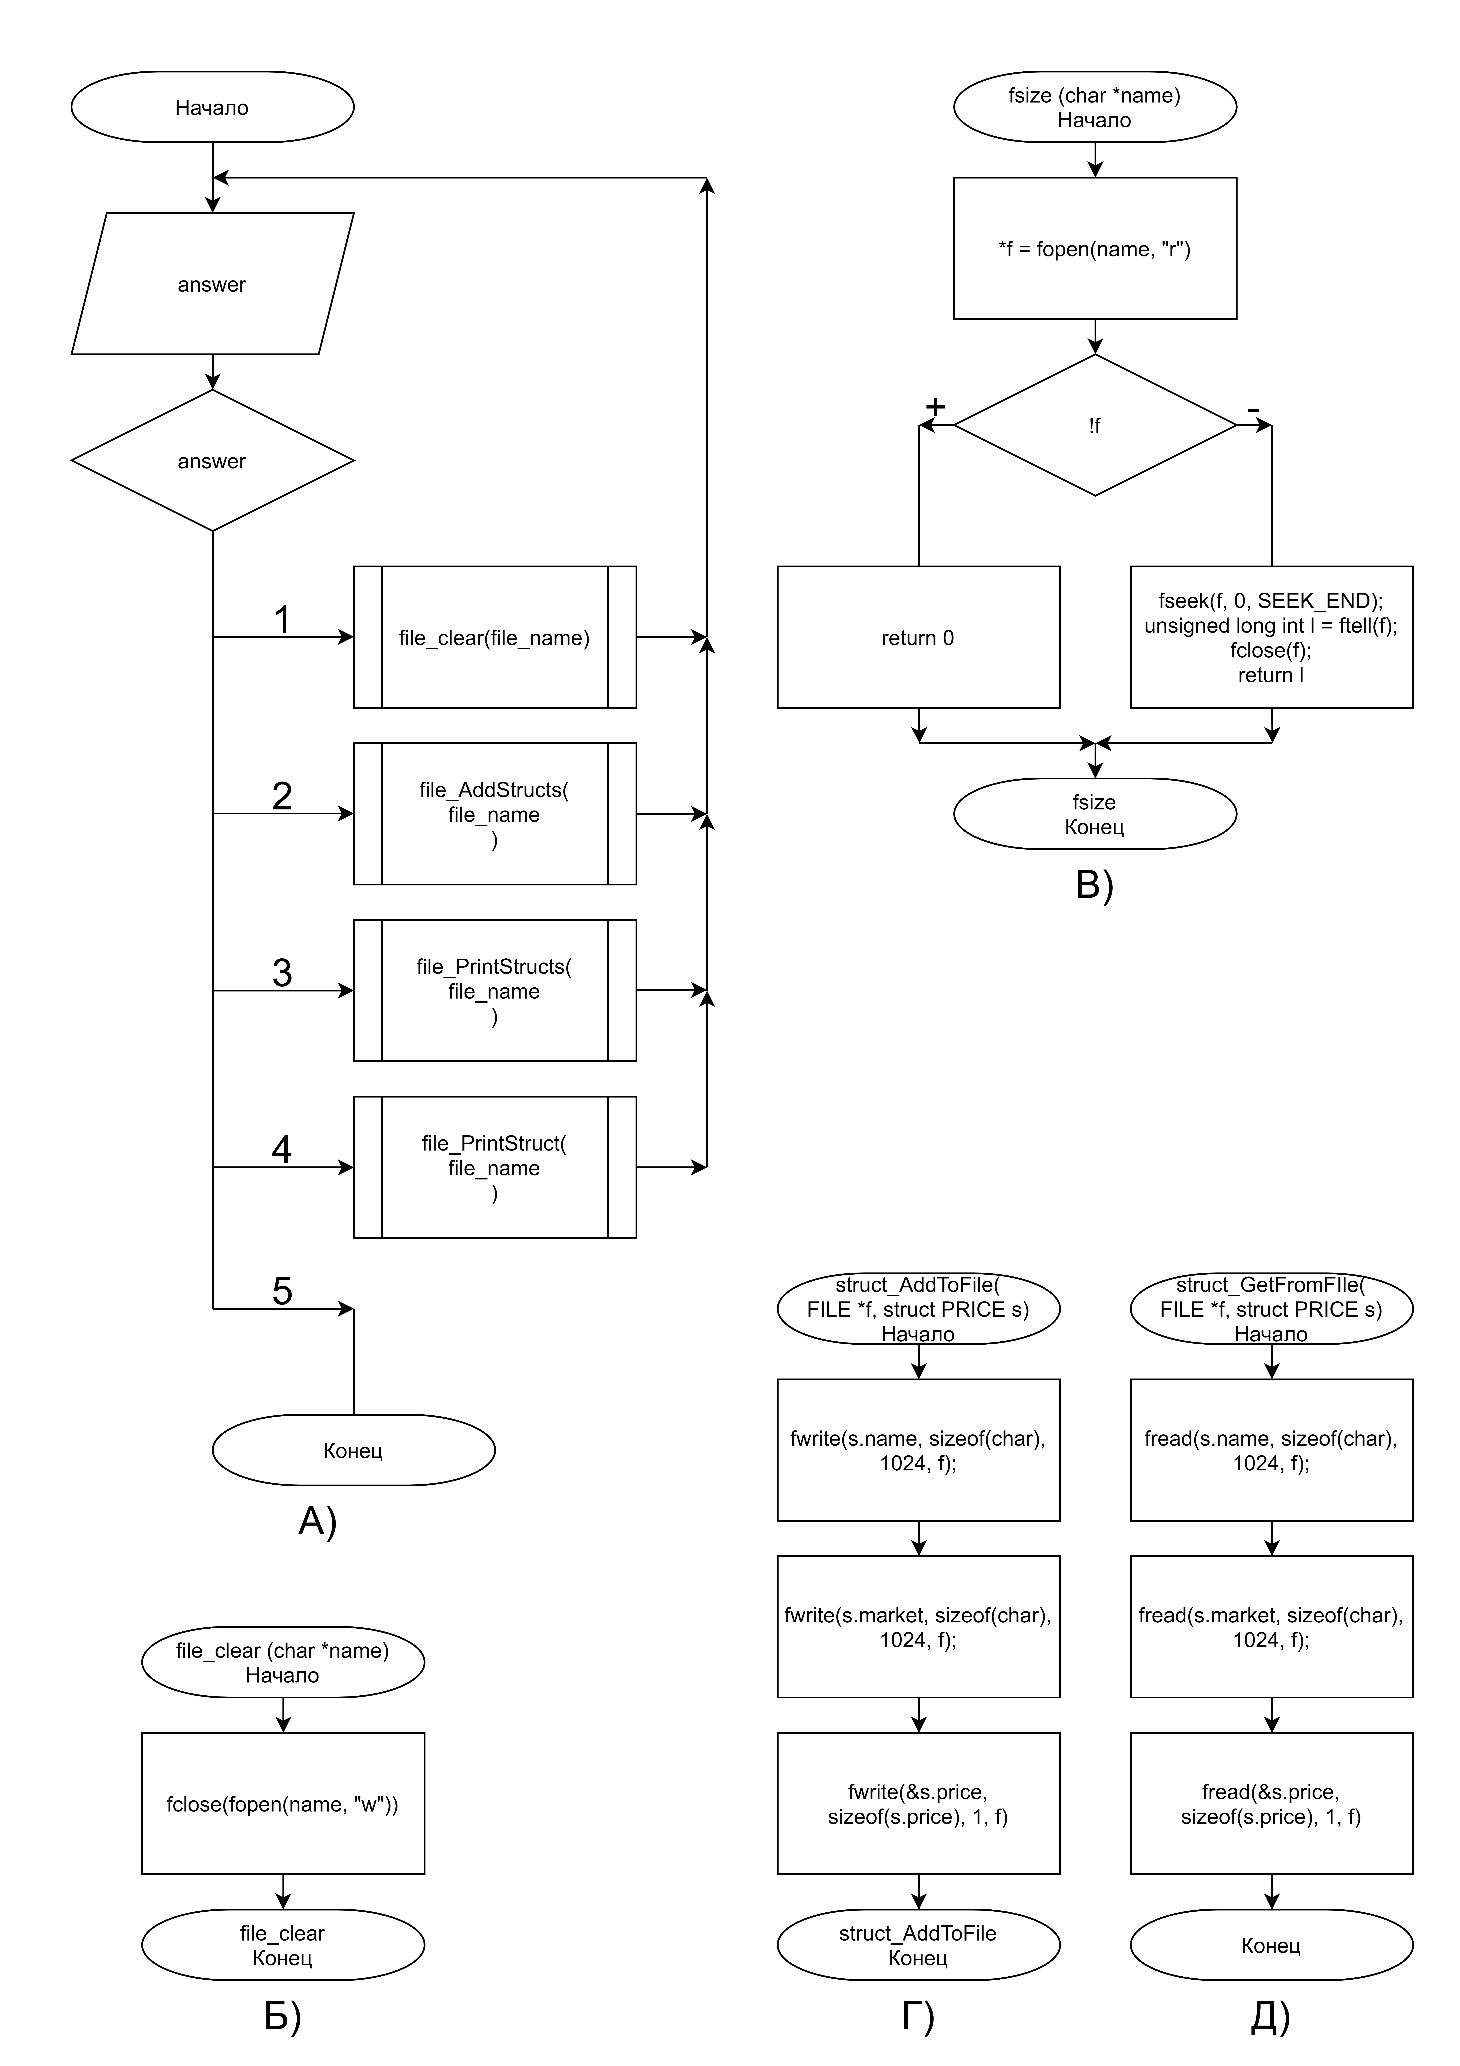 Начало
answer
answer
1
file_clear(file_name)
2
file_AddStructs(
file_name
)
3
file_PrintStructs(
file_name
)
4
file_PrintStruct(
file_name
)
5
Конец
А)
file_clear (char *name)
Начало
fclose(fopen(name, "w"))
file_clear
Конец
Б)
fsize (char *name)
Начало
*f = fopen(name, "r")
!f
+
-
return 0
fseek(f, 0, SEEK_END);
unsigned long int l = ftell(f);
fclose(f);
return l
fsize
Конец
В)
struct_AddToFile(
FILE *f, struct PRICE s)
Начало
fwrite(s.name, sizeof(char),
1024, f);
fwrite(s.market, sizeof(char),
1024, f);
fwrite(&s.price,
sizeof(s.price), 1, f)
struct_AddToFile
Конец
Г)
struct_GetFromFIle(
FILE *f, struct PRICE s)
Начало
fread(s.name, sizeof(char),
1024, f);
fread(s.market, sizeof(char),
1024, f);
fread(&s.price,
sizeof(s.price), 1, f)
Конец
Д)